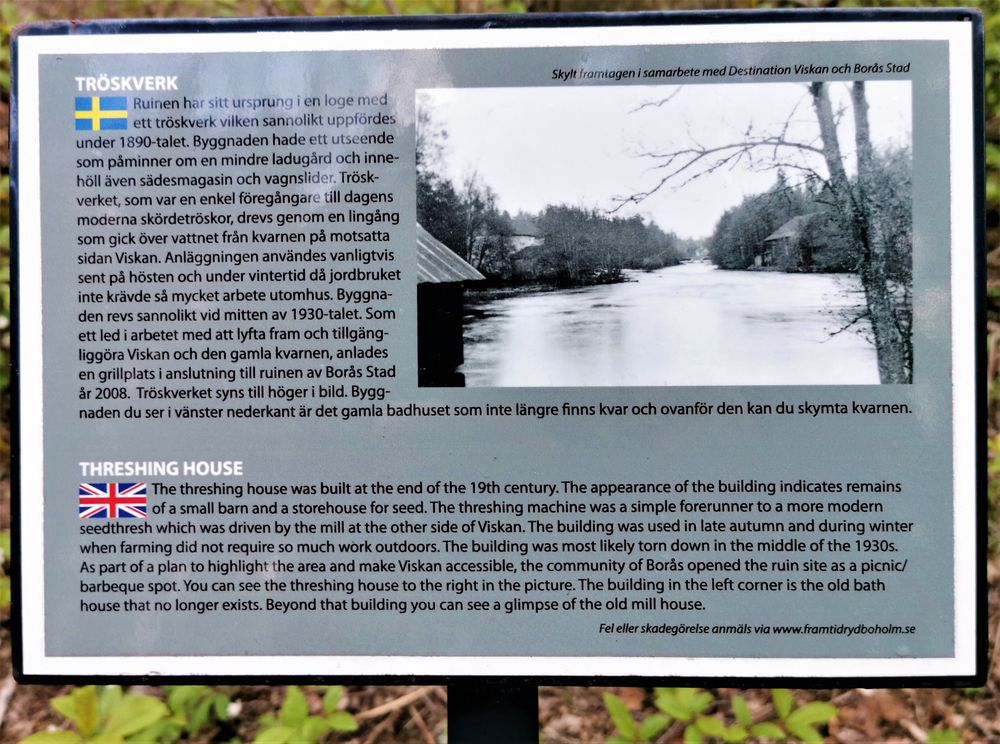 TRÖSKVERK
Skylt framtagen i samarbete med Destination Viskan och Borås Stad
Ruinen har sitt ursprung i en loge med
ett tröskverk vilken sannolikt uppfördes
under 1890-talet. Byggnaden hade ett utseende
som påminner om en mindre ladugård och inne-
höll även sädesmagasin och vagnslider. Trösk-
verket, som var en enkel föregångare till dagens
moderna skördetröskor, drevs genom en lingång
som gick över vattnet från kvarnen på motsatta
sidan Viskan. Anläggningen användes vanligtvis
sent på hösten och under vintertid då jordbruket
inte krävde så mycket arbete utomhus. Byggna-
den revs sannolikt vid mitten av 1930-talet. Som
ett led i arbetet med att lyfta fram och tillgäng-
liggöra Viskan och den gamla kvarnen, anlades
en grillplats i anslutning till ruinen av Borås Stad
år 2008. Tröskverket syns till höger i bild. Bygg-
naden du ser i vänster nederkant är det gamla badhuset som inte längre finns kvar och ovanför den kan du skymta kvarnen.
THRESHING HOUSE
The threshing house was built at the end of the 19th century. The appearance of the building indicates remains
of a small barn and a storehouse for seed. The threshing machine was a simple forerunner to a more modern
seedthresh which was driven by the mill at the other side of Viskan. The building was used in late autumn and during winter
when farming did not require so much work outdoors. The building was most likely torn down in the middle of the 1930s.
As part of a plan to highlight the area and make Viskan accessible, the community of Borås opened the ruin site as a picnic/
barbeque spot. You can see the threshing house to the right in the picture. The building in the left corner is the old bath
house that no longer exists. Beyond that building you can see a glimpse of the old mill house.
Fel eller skadegörelse anmäls via www.framtidrydboholm.se